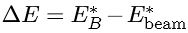 ΔE = E*_B − E*_beam